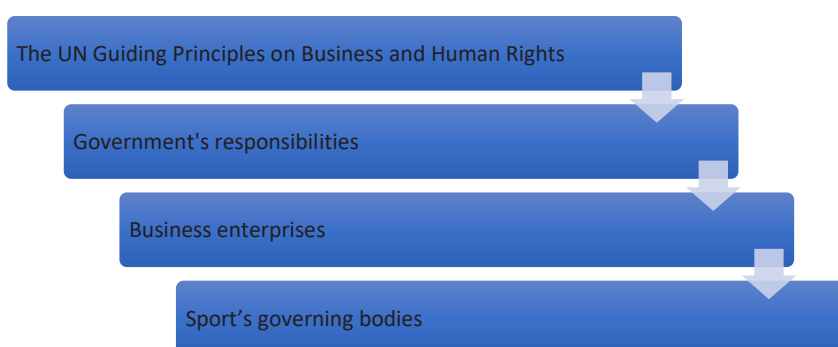 The UN Guiding Principles on Business and Human Rights
Government's responsibilities
Business enterprises
Sport’s governing bodies